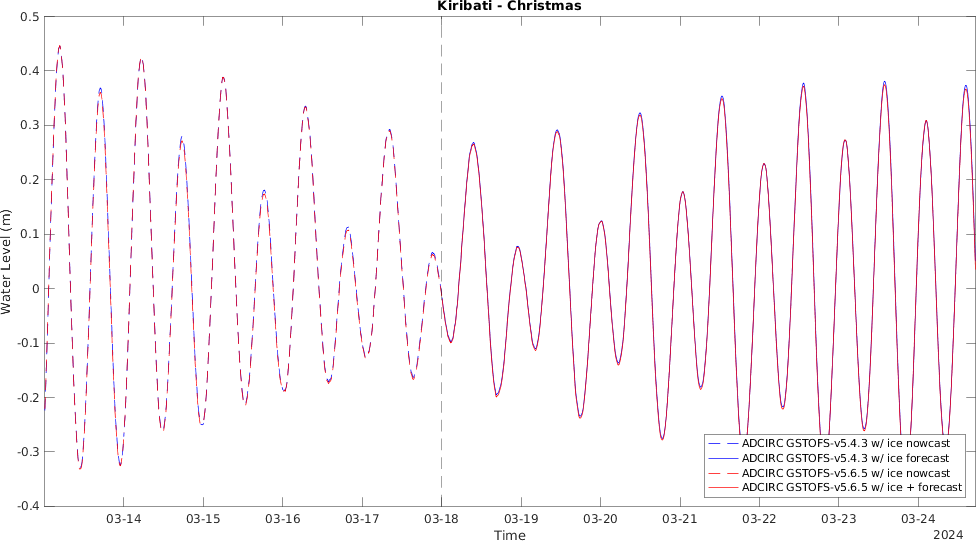 Kiribati - Christmas
0.5
0.4
0.3
0.2
0.1
0
-0.1
-0.2
-0.3
-0.4
Water Level (m)
ADCIRC GSTOFS-v5.4.3 w/ ice nowcast
ADCIRC GSTOFS-v5.4.3 w/ ice forecast
ADCIRC GSTOFS-v5.6.5 w/ ice nowcast
ADCIRC GSTOFS-v5.6.5 w/ ice + forecast
03-14 03-15 03-16 03-17 03-18 03-19 03-20 03-21 03-22 03-23 03-24
Time
2024